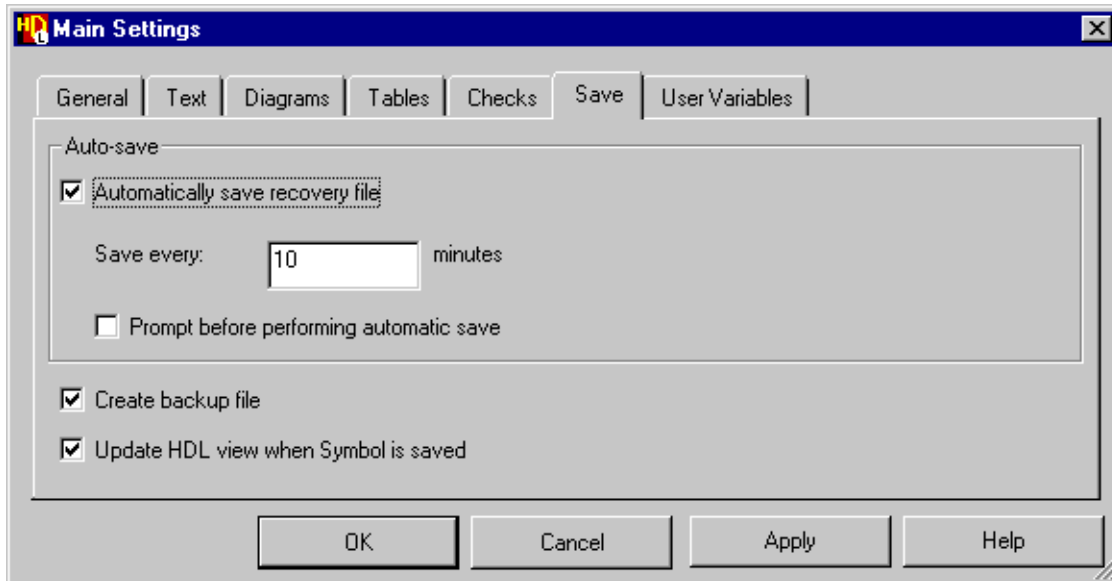 HDL Main Settings
General Text Diagrams Tables Checks Save User Variables
Auto-save
Automatically save recovery file
Save every: 10 minutes
Prompt before performing automatic save
Create backup file
Update HDL view when Symbol is saved
OK Cancel Apply Help